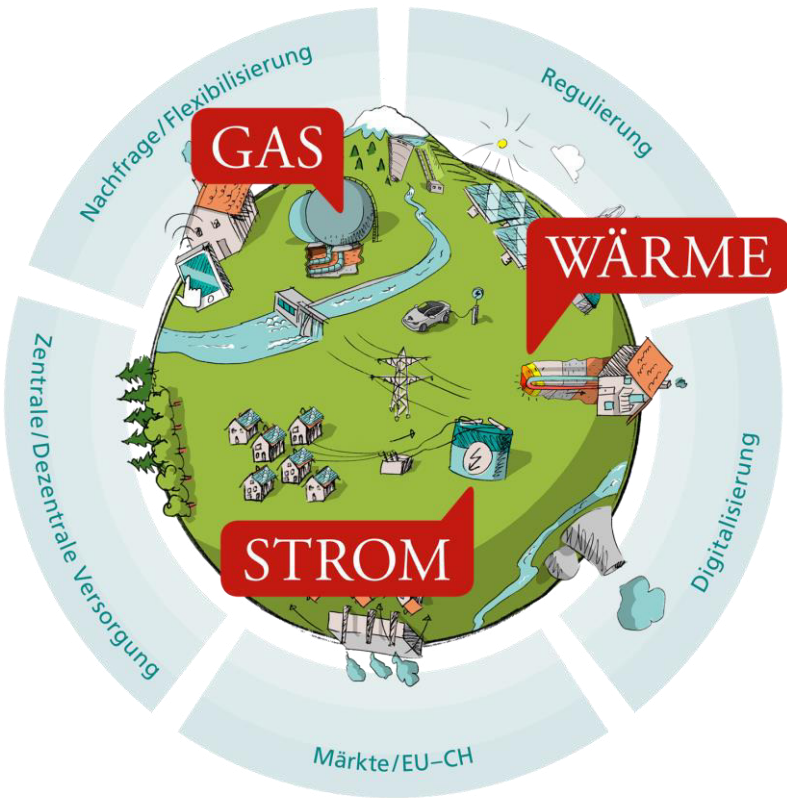 Nachfrage/Flexibilisierung
Regulierung
GAS
WÄRME
Zentrale/Dezentrale Versorgung
Digitalisierung
STROM
Märkte/EU–CH